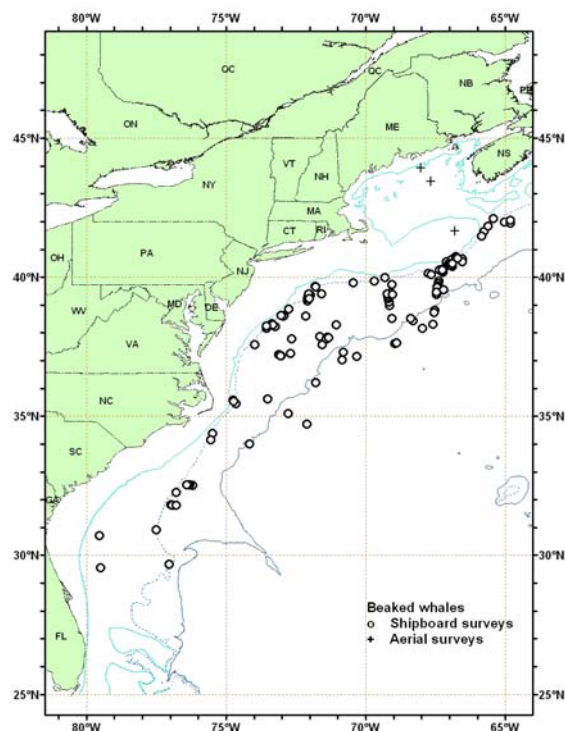 80°W 75°W 70°W 65°W
QC
QC
NB
PE
ON
ME
45°N 45°N
NS
VT
NH
NY
MA
CT RI
PA
OH
NJ
40°N 40°N
MD
DE
WV
VA
NC
35°N 35°N
SC
GA
30°N 30°N
Beaked whales
Shipboard surveys
Aerial surveys
FL
25°N 25°N
80°W 75°W 70°W 65°W